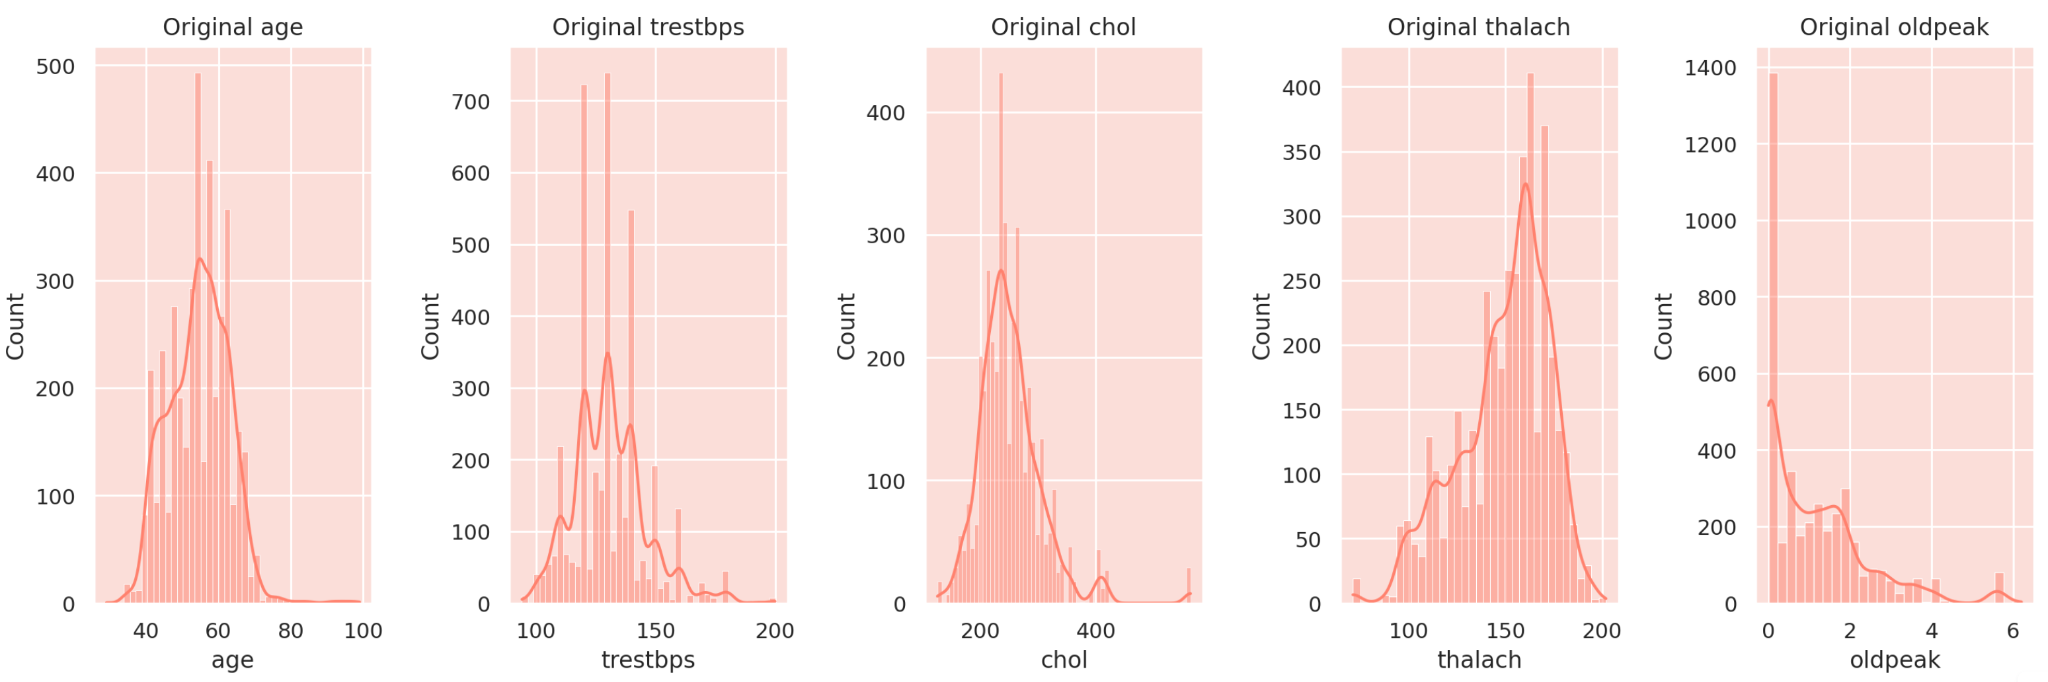 Original age
500
400
300
200
100
0
Count
40 60 80 100
age
Original trestbps
700
600
500
400
300
200
100
0
Count
100 150 200
trestbps
Original chol
400
300
200
100
0
Count
200 400
chol
Original thalach
400
350
300
250
200
150
100
50
0
Count
100 150 200
thalach
Original oldpeak
1400
1200
1000
800
600
400
200
0
Count
0 2 4 6
oldpeak